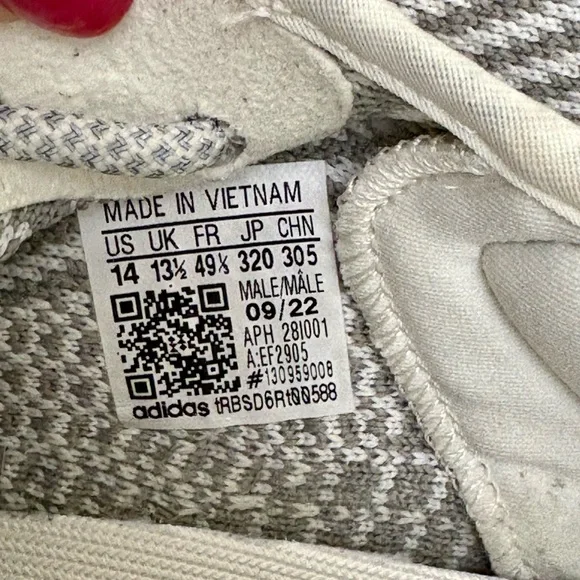 MADE IN VIETNAM
US UK FR JP CHN
14 13½ 49⅓ 320 305
MALE/MÂLE
09/22
APH 28I001
A:EF2905
#130959008
adidas tRBSD6Rt00588